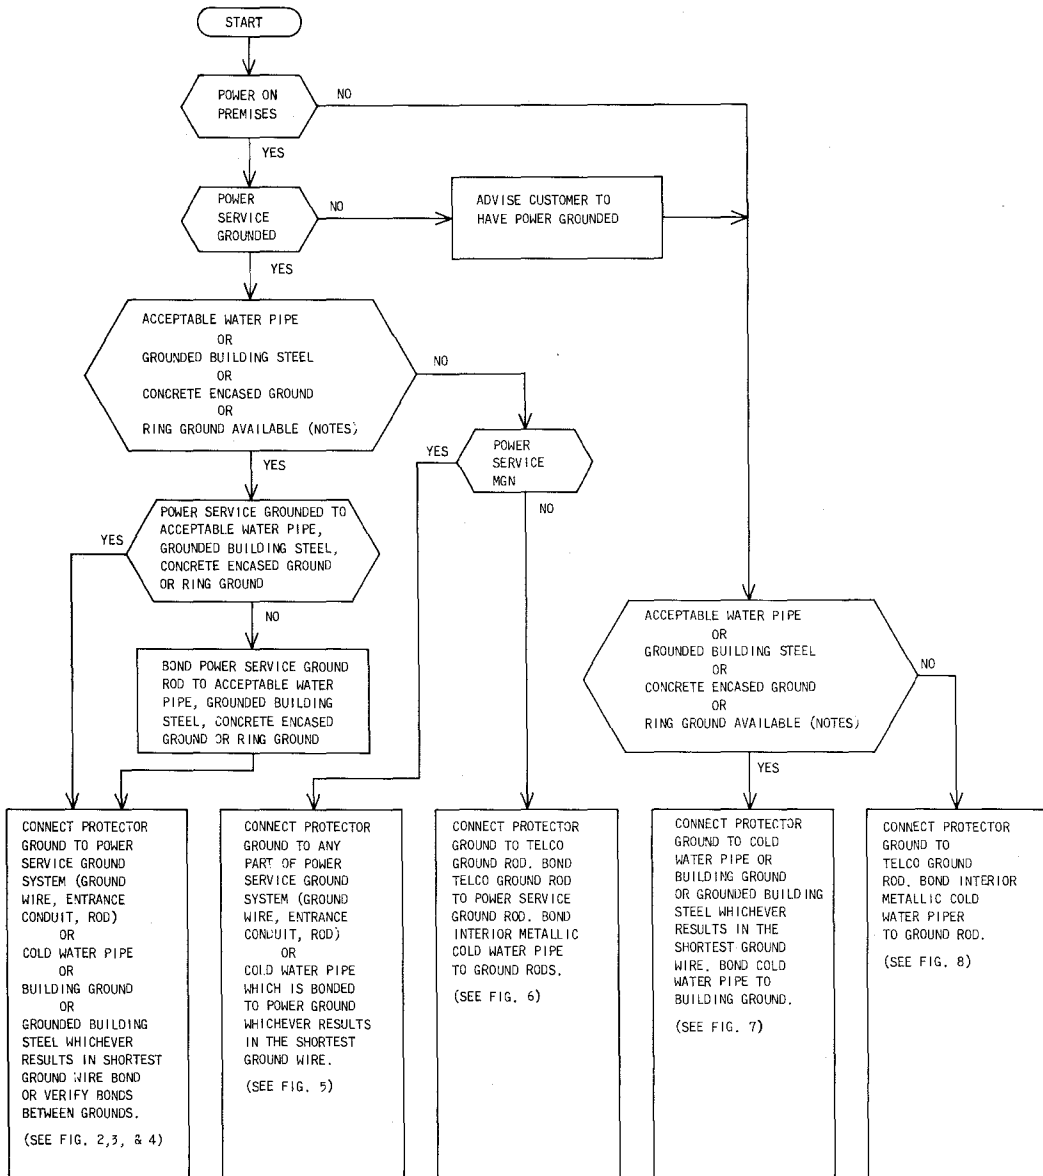 START
POWER ON
PREMISES
NO
YES
POWER
SERVICE
GROUNDED
NO
ADVISE CUSTOMER TO
HAVE POWER GROUNDED
YES
ACCEPTABLE WATER PIPE
OR
GROUNDED BUILDING STEEL
OR
CONCRETE ENCASED GROUND
OR
RING GROUND AVAILABLE (NOTES)
NO
YES
YES
POWER
SERVICE
MGN
NO
POWER SERVICE GROUNDED TO
ACCEPTABLE WATER PIPE,
GROUNDED BUILDING STEEL,
CONCRETE ENCASED GROUND
OR RING GROUND
YES
NO
BOND POWER SERVICE GROUND
ROD TO ACCEPTABLE WATER
PIPE, GROUNDED BUILDING
STEEL, CONCRETE ENCASED
GROUND OR RING GROUND
ACCEPTABLE WATER PIPE
OR
GROUNDED BUILDING STEEL
OR
CONCRETE ENCASED GROUND
OR
RING GROUND AVAILABLE (NOTES)
NO
YES
CONNECT PROTECTOR
GROUND TO POWER
SERVICE GROUND
SYSTEM (GROUND
WIRE, ENTRANCE
CONDUIT, ROD)
OR
COLD WATER PIPE
OR
BUILDING GROUND
OR
GROUNDED BUILDING
STEEL WHICHEVER
RESULTS IN SHORTEST
GROUND WIRE BOND
OR VERIFY BONDS
BETWEEN GROUNDS.
(SEE FIG. 2,3, & 4)
CONNECT PROTECTOR
GROUND TO ANY
PART OF POWER
SERVICE GROUND
SYSTEM (GROUND
WIRE, ENTRANCE
CONDUIT, ROD)
OR
COLD WATER PIPE
WHICH IS BONDED
TO POWER GROUND
WHICHEVER RESULTS
IN THE SHORTEST
GROUND WIRE.
(SEE FIG. 5)
CONNECT PROTECTOR
GROUND TO TELCO
GROUND ROD. BOND
TELCO GROUND ROD
TO POWER SERVICE
GROUND ROD. BOND
INTERIOR METALLIC
COLD WATER PIPE
TO GROUND RODS.
(SEE FIG. 6)
CONNECT PROTECTOR
GROUND TO COLD
WATER PIPE OR
BUILDING GROUND
OR GROUNDED BUILDING
STEEL WHICHEVER
RESULTS IN THE
SHORTEST GROUND
WIRE. BOND COLD
WATER PIPE TO
BUILDING GROUND.
(SEE FIG. 7)
CONNECT PROTECTOR
GROUND TO
TELCO GROUND
ROD. BOND INTERIOR
METALLIC COLD
WATER PIPER
TO GROUND ROD.
(SEE FIG. 8)